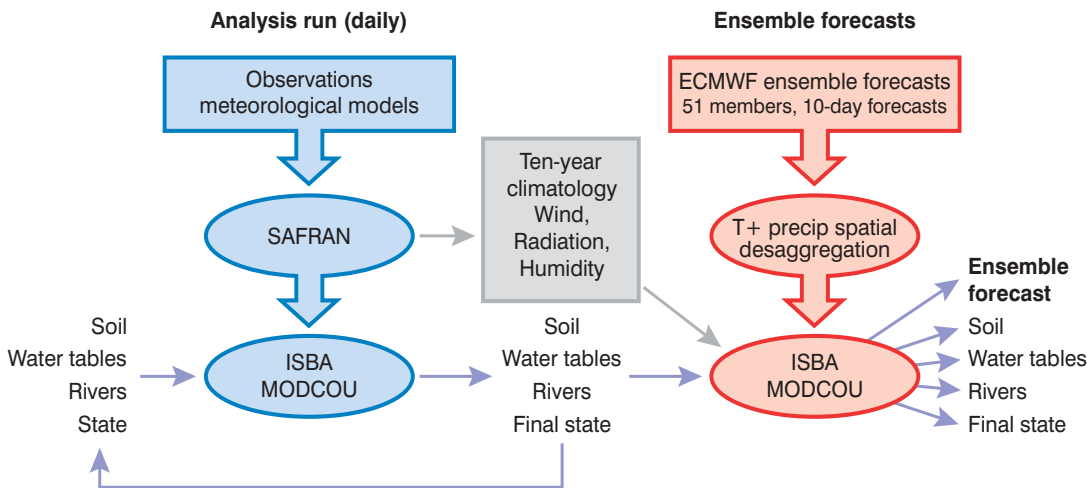 Analysis run (daily)
Observations
meteorological models
SAFRAN
ISBA
MODCOU
Soil
Water tables
Rivers
State
Ten-year
climatology
Wind,
Radiation,
Humidity
Soil
Water tables
Rivers
Final state
Ensemble forecasts
ECMWF ensemble forecasts
51 members, 10-day forecasts
T+ precip spatial
desaggregation
ISBA
MODCOU
Ensemble
forecast
Soil
Water tables
Rivers
Final state